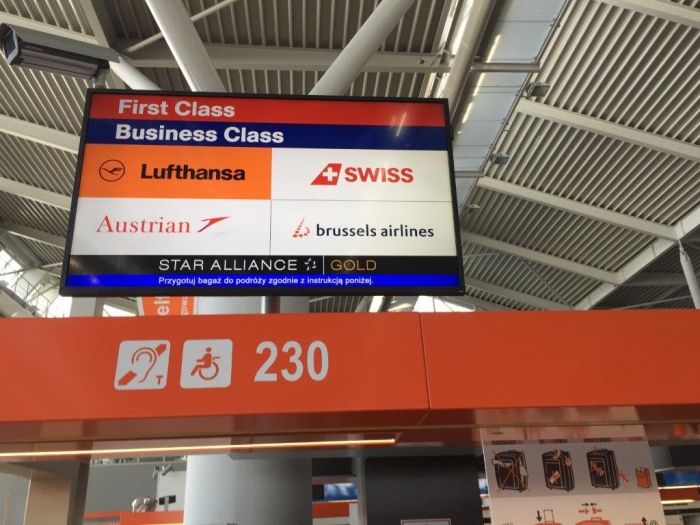 First Class
Business Class
Lufthansa
SWISS
Austrian
brussels airlines
STAR ALLIANCE GOLD
Przygotuj bagaż do podróży zgodnie z instrukcją poniżej.
T
230